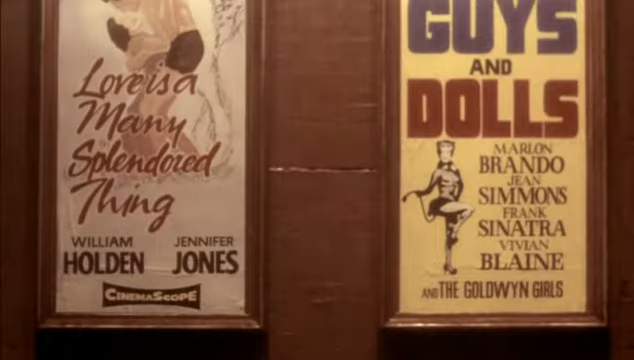 Love is a
Many
Splendored
Thing
WILLIAM
HOLDEN
JENNIFER
JONES
CINEMASCOPE
GUYS
AND
DOLLS
MARLON
BRANDO
JEAN
SIMMONS
FRANK
SINATRA
VIVIAN
BLAINE
AND THE GOLDWYN GIRLS